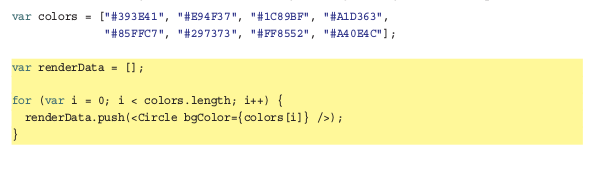 var colors = ["#393E41", "#E94F37", "#1C89BF", "#A1D363",
"#85FFC7", "#297373", "#FF8552", "#A40E4C"];
var renderData = [];
for (var i = 0; i < colors.length; i++) {
renderData.push(<Circle bgColor={colors[i]} />);
}